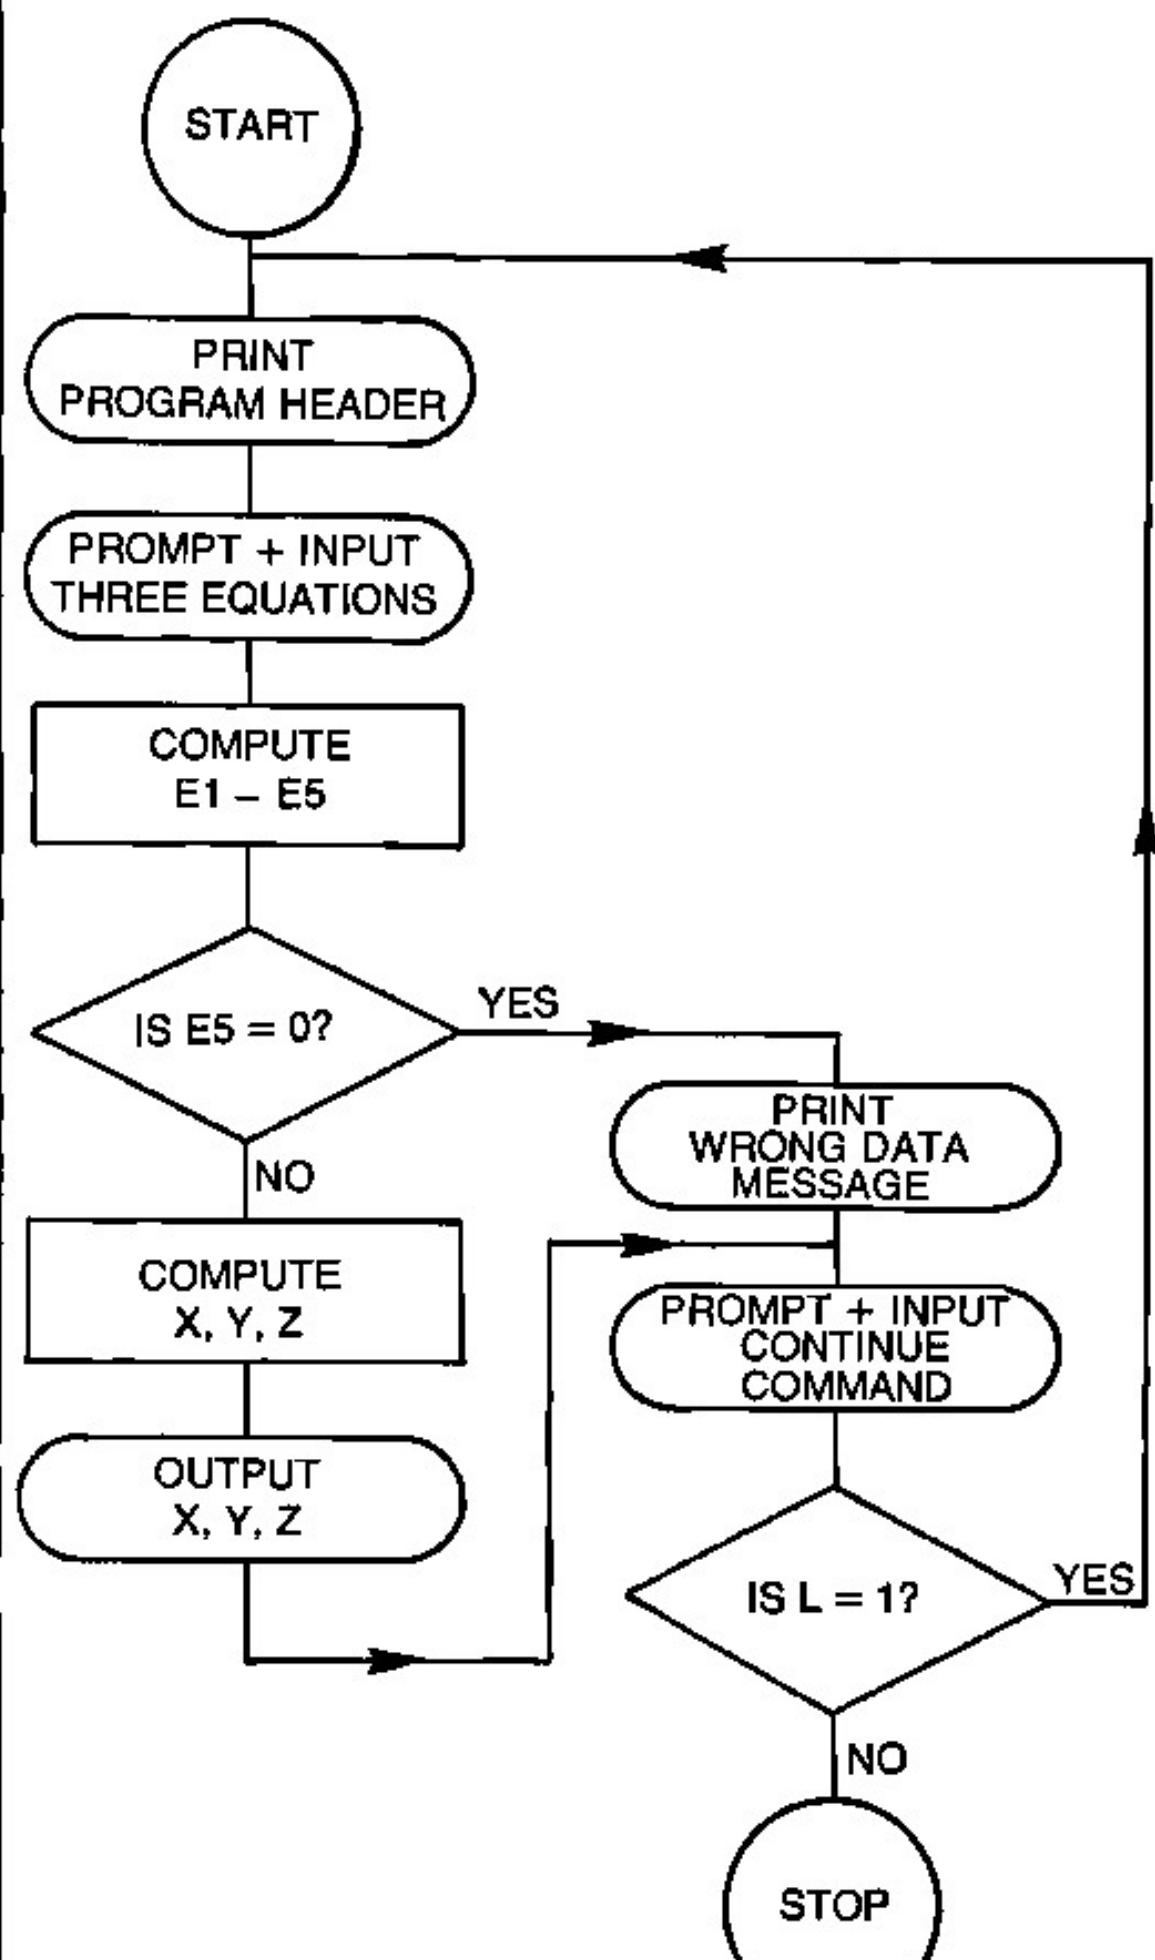 START
PRINT
PROGRAM HEADER
PROMPT + INPUT
THREE EQUATIONS
COMPUTE
E1 – E5
IS E5 = 0?
YES
NO
COMPUTE
X, Y, Z
OUTPUT
X, Y, Z
PRINT
WRONG DATA
MESSAGE
PROMPT + INPUT
CONTINUE
COMMAND
IS L = 1?
YES
NO
STOP